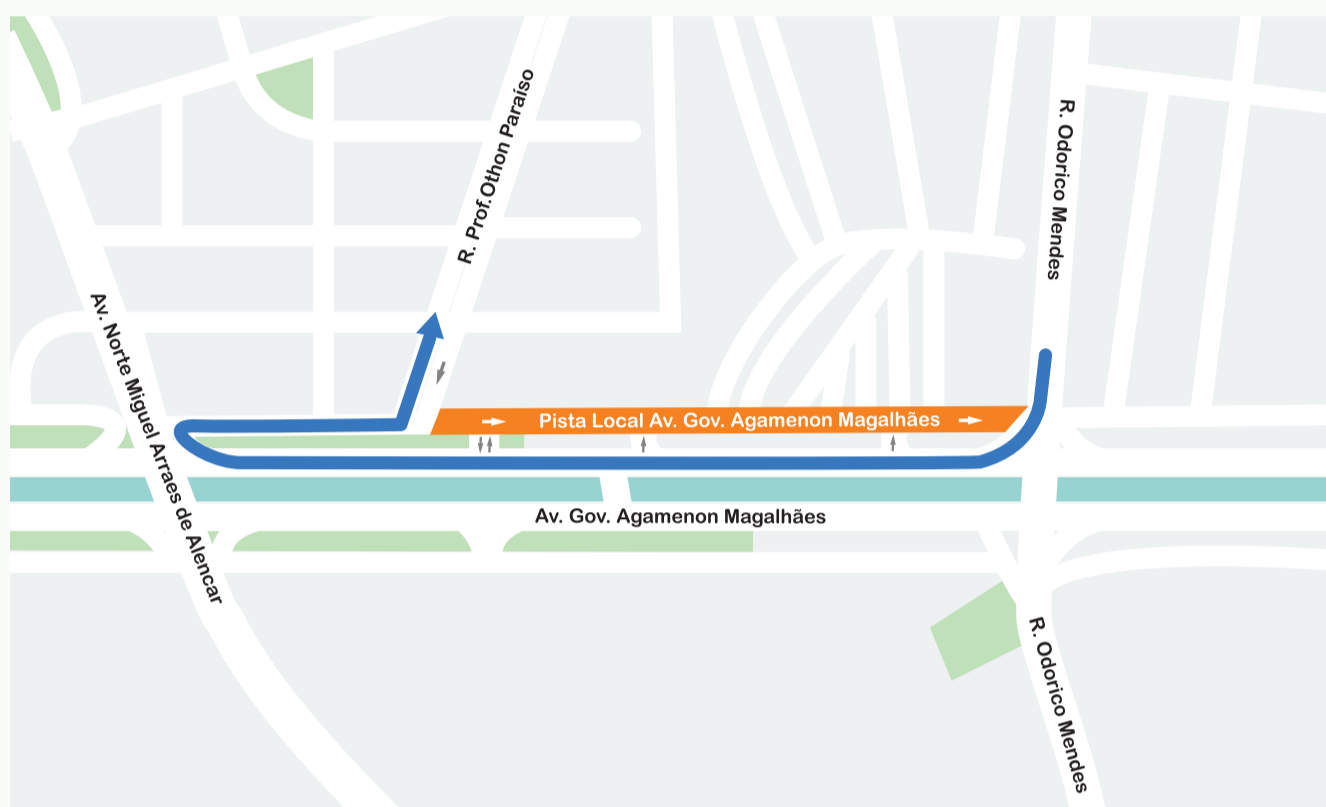 R. Prof.Othon Paraíso
R. Odorico Mendes
Av. Norte Miguel Arraes de Alencar
Pista Local Av. Gov. Agamenon Magalhães
Av. Gov. Agamenon Magalhães
R. Odorico Mendes